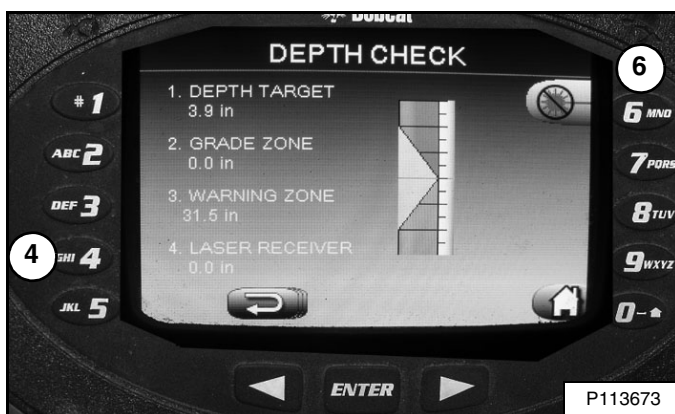 Bobcat
DEPTH CHECK
1. DEPTH TARGET
3.9 in
2. GRADE ZONE
0.0 in
3. WARNING ZONE
31.5 in
4. LASER RECEIVER
0.0 in
# 1
ABC 2
DEF 3
4
GHI 4
JKL 5
6
6 MNO
7 PQRS
8 TUV
9 WXYZ
0-
ENTER
P113673